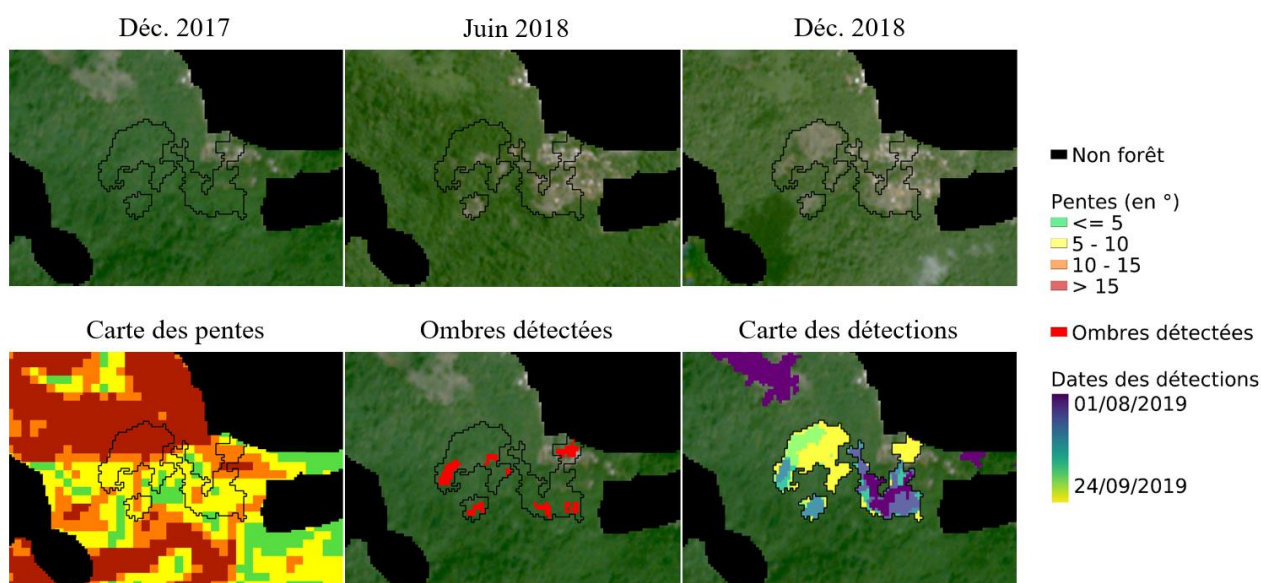 Déc. 2017
Juin 2018
Déc. 2018
Non forêt
Pentes (en °)
<= 5
5 - 10
10 - 15
> 15
Carte des pentes
Ombres détectées
Carte des détections
Ombres détectées
Dates des détections
01/08/2019
24/09/2019